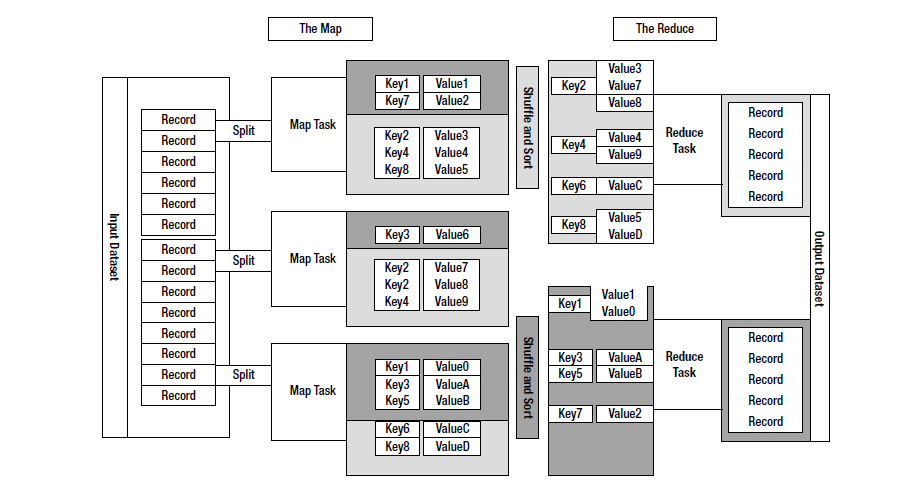 The Map
The Reduce
Input Dataset
Record
Record
Record
Record
Record
Record
Record
Record
Record
Record
Record
Record
Record
Record
Split
Split
Split
Map Task
Key1 Value1
Key7 Value2
Key2 Value3
Key4 Value4
Key8 Value5
Map Task
Key3 Value6
Key2 Value7
Key2 Value8
Key4 Value9
Map Task
Key1 Value0
Key3 ValueA
Key5 ValueB
Key6 ValueC
Key8 ValueD
Shuffle and Sort
Shuffle and Sort
Value3
Key2 Value7
Value8
Key4 Value4
Value9
Key6 ValueC
Key8 Value5
ValueD
Reduce
Task
Record
Record
Record
Record
Record
Key1 Value1
Value0
Key3 ValueA
Key5 ValueB
Key7 Value2
Reduce
Task
Record
Record
Record
Record
Record
Output Dataset